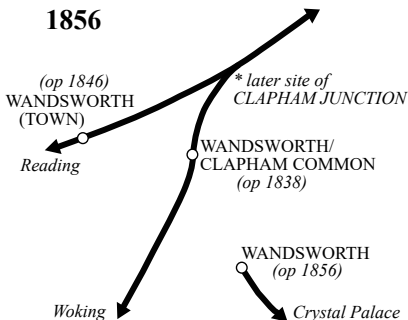 1856
(op 1846)
WANDSWORTH
(TOWN)
Reading
* later site of
CLAPHAM JUNCTION
WANDSWORTH/
CLAPHAM COMMON
(op 1838)
WANDSWORTH
(op 1856)
Woking
Crystal Palace